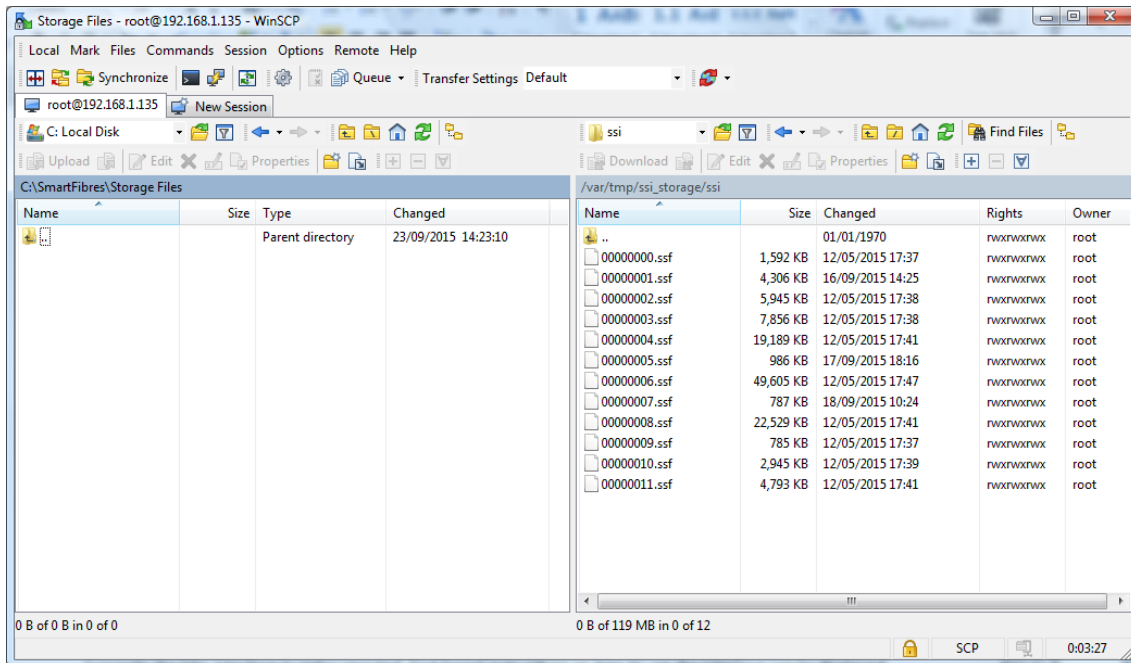 Storage Files - root@192.168.1.135 - WinSCP
Local Mark Files Commands Session Options Remote Help
Synchronize Queue Transfer Settings Default
root@192.168.1.135 New Session
C: Local Disk ssi Find Files
Upload Edit Properties Download Edit Properties
C:\SmartFibres\Storage Files /var/tmp/ssi_storage/ssi
Name Size Type Changed Name Size Changed Rights Owner
.. Parent directory 23/09/2015 14:23:10 .. 01/01/1970 rwxrwxrwx root
00000000.ssf 1,592 KB 12/05/2015 17:37 rwxrwxrwx root
00000001.ssf 4,306 KB 16/09/2015 14:25 rwxrwxrwx root
00000002.ssf 5,945 KB 12/05/2015 17:38 rwxrwxrwx root
00000003.ssf 7,856 KB 12/05/2015 17:38 rwxrwxrwx root
00000004.ssf 19,189 KB 12/05/2015 17:41 rwxrwxrwx root
00000005.ssf 986 KB 17/09/2015 18:16 rwxrwxrwx root
00000006.ssf 49,605 KB 12/05/2015 17:47 rwxrwxrwx root
00000007.ssf 787 KB 18/09/2015 10:24 rwxrwxrwx root
00000008.ssf 22,529 KB 12/05/2015 17:41 rwxrwxrwx root
00000009.ssf 785 KB 12/05/2015 17:37 rwxrwxrwx root
00000010.ssf 2,945 KB 12/05/2015 17:39 rwxrwxrwx root
00000011.ssf 4,793 KB 12/05/2015 17:41 rwxrwxrwx root
0 B of 0 B in 0 of 0 0 B of 119 MB in 0 of 12
SCP 0:03:27